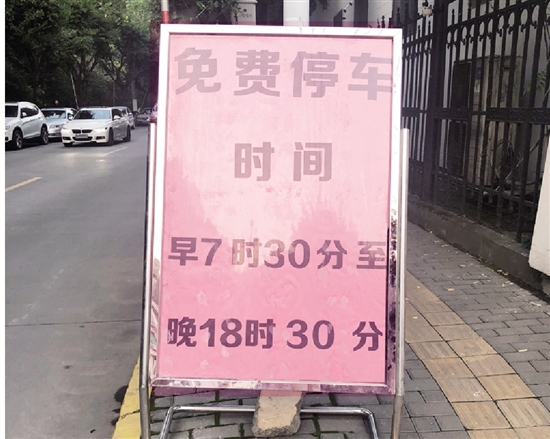 免费停车
时间
早7时30分至
晚18时30分